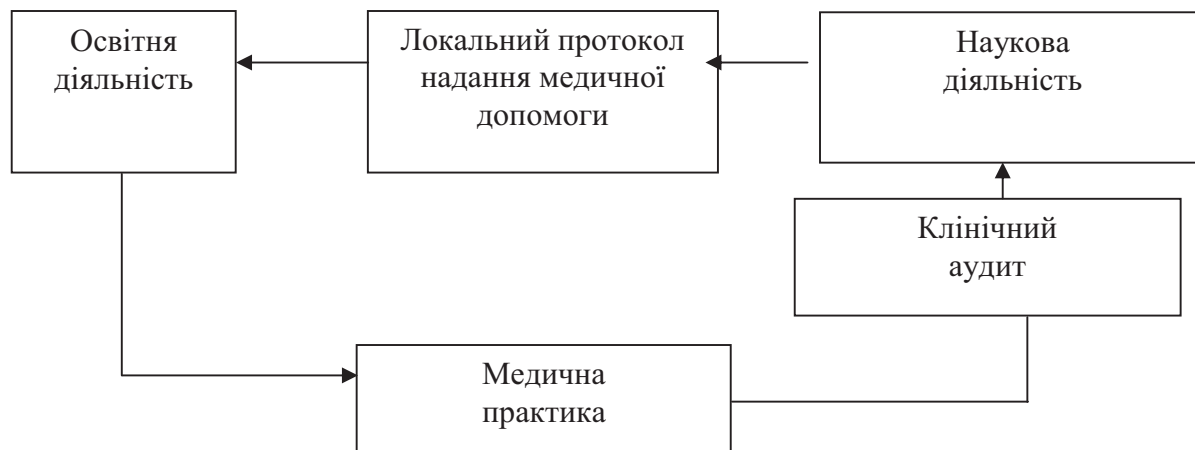 Освітня
діяльність
Локальний протокол
надання медичної
допомоги
Наукова
діяльність
Клінічний
аудит
Медична
практика